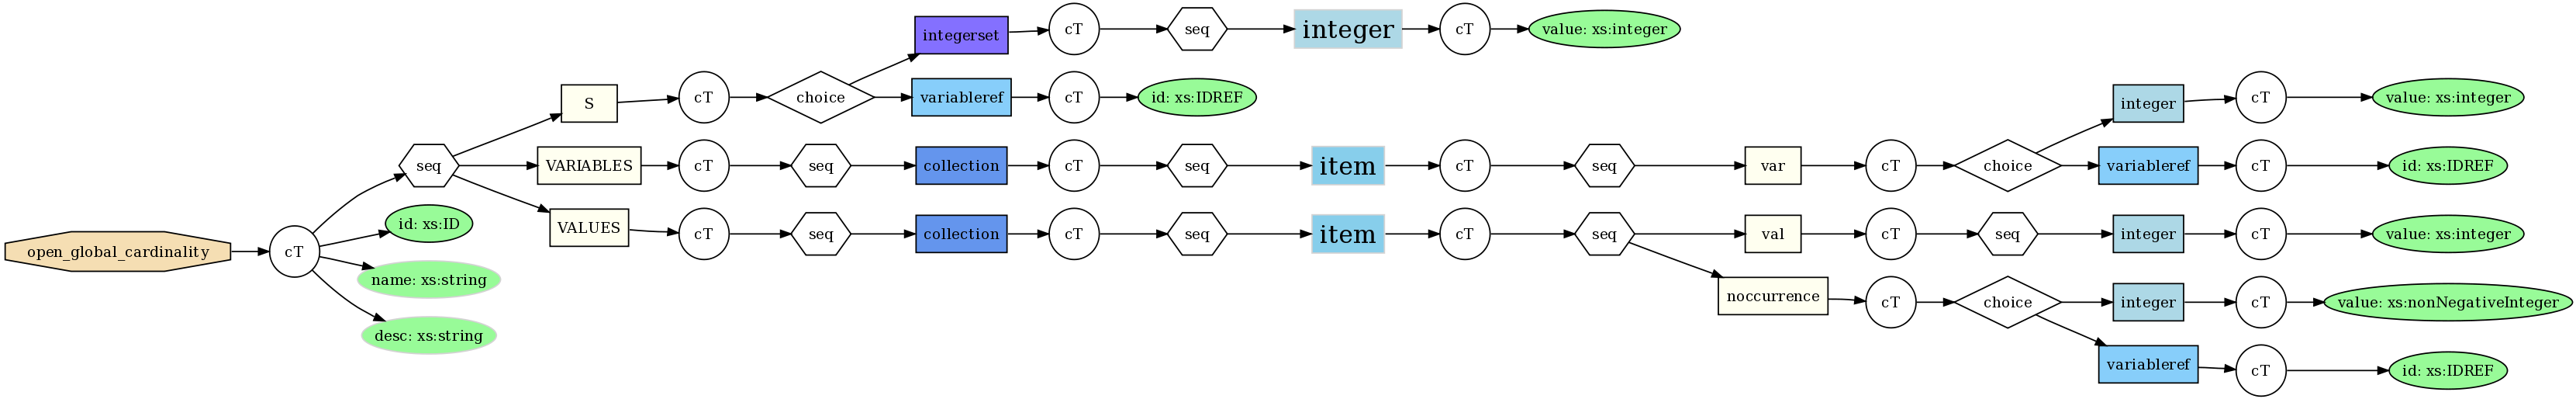 integerset cT seq integer cT value: xs:integer
S cT choice variableref cT id: xs:IDREF integer cT value: xs:integer
seq VARIABLES cT seq collection cT seq item cT seq var cT choice variableref cT id: xs:IDREF
id: xs:ID VALUES cT seq collection cT seq item cT seq val cT seq integer cT value: xs:integer
open_global_cardinality cT
name: xs:string noccurrence cT choice integer cT value: xs:nonNegativeInteger
desc: xs:string variableref cT id: xs:IDREF